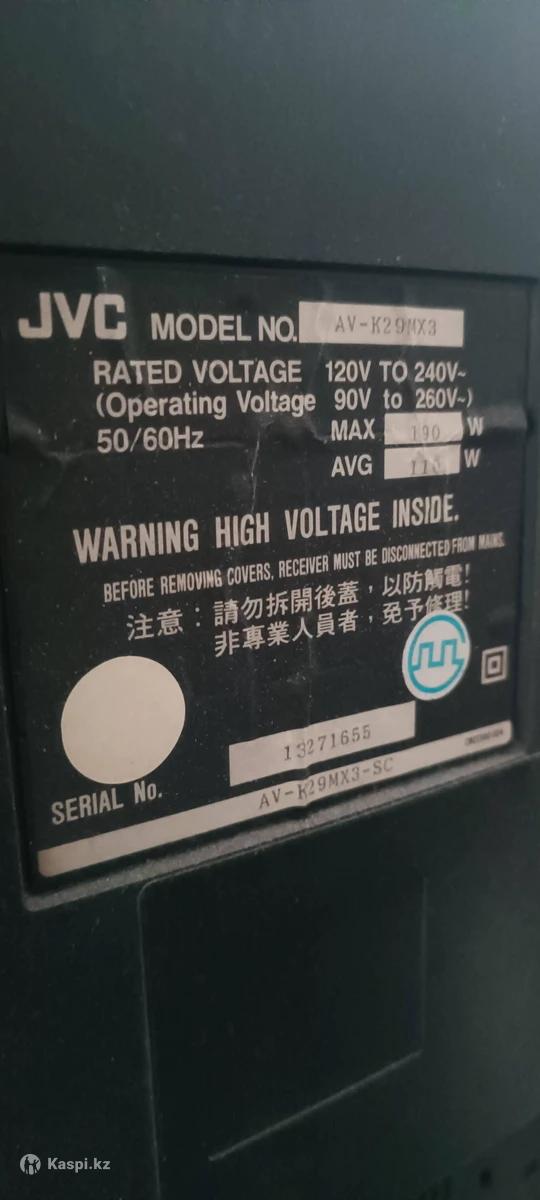 JVC MODEL NO. AV-K29MX3
RATED VOLTAGE 120V TO 240V~
(Operating Voltage 90V to 260V~)
50/60Hz MAX 190 W
AVG W
WARNING HIGH VOLTAGE INSIDE.
BEFORE REMOVING COVERS, RECEIVER MUST BE DISCONNECTED FROM MAINS.
注意：請勿拆開後蓋，以防觸電！
非專業人員者，免予修理！
13271655
SERIAL No.
AV-K29MX3-SC
Kaspi.kz